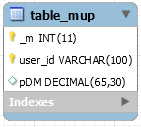 table_mup
_m INT(11)
user_id VARCHAR(100)
pDM DECIMAL(65,30)
Indexes